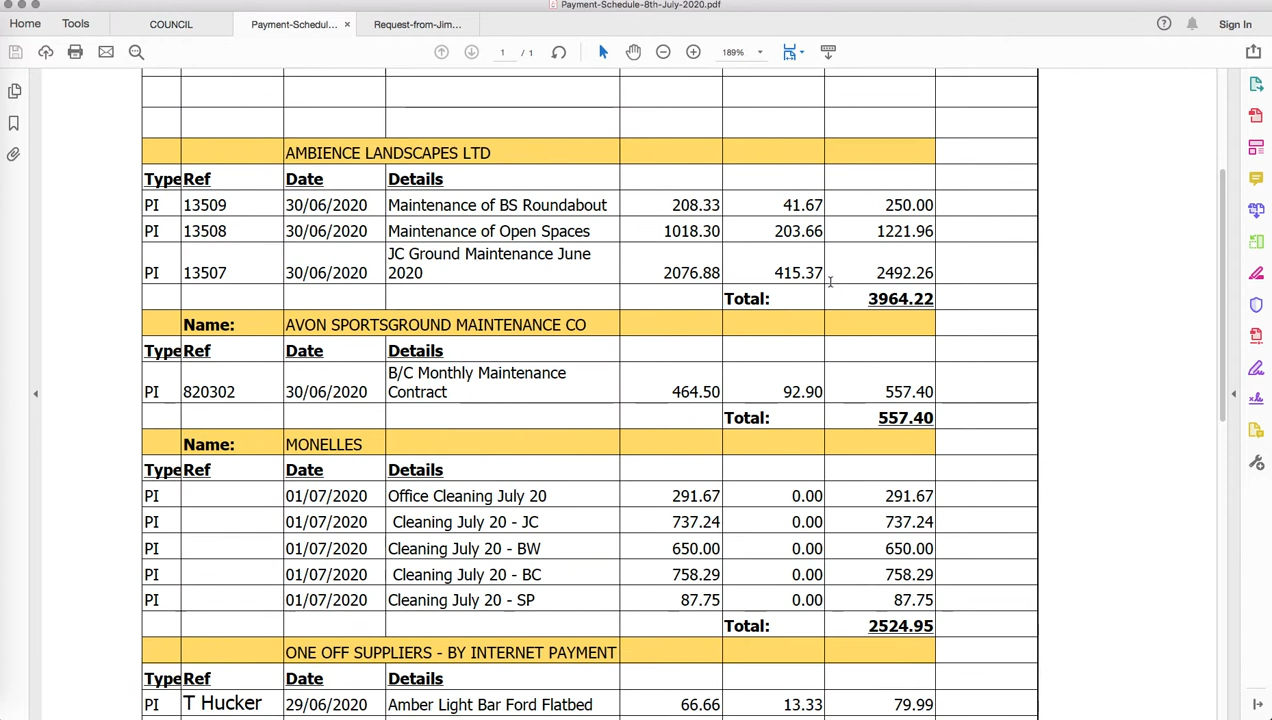 Payment-Schedule-8th-July-2020.pdf
Home Tools COUNCIL Payment-Schedul... × Request-from-Jim,... ? Sign In
1 / 1 189%
AMBIENCE LANDSCAPES LTD
Type Ref Date Details
PI 13509 30/06/2020 Maintenance of BS Roundabout 208.33 41.67 250.00
PI 13508 30/06/2020 Maintenance of Open Spaces 1018.30 203.66 1221.96
JC Ground Maintenance June
PI 13507 30/06/2020 2020 2076.88 415.37 2492.26
Total: 3964.22
Name: AVON SPORTSGROUND MAINTENANCE CO
Type Ref Date Details
B/C Monthly Maintenance
PI 820302 30/06/2020 Contract 464.50 92.90 557.40
Total: 557.40
Name: MONELLES
Type Ref Date Details
PI 01/07/2020 Office Cleaning July 20 291.67 0.00 291.67
PI 01/07/2020 Cleaning July 20 - JC 737.24 0.00 737.24
PI 01/07/2020 Cleaning July 20 - BW 650.00 0.00 650.00
PI 01/07/2020 Cleaning July 20 - BC 758.29 0.00 758.29
PI 01/07/2020 Cleaning July 20 - SP 87.75 0.00 87.75
Total: 2524.95
ONE OFF SUPPLIERS - BY INTERNET PAYMENT
Type Ref Date Details
PI T Hucker 29/06/2020 Amber Light Bar Ford Flatbed 66.66 13.33 79.99